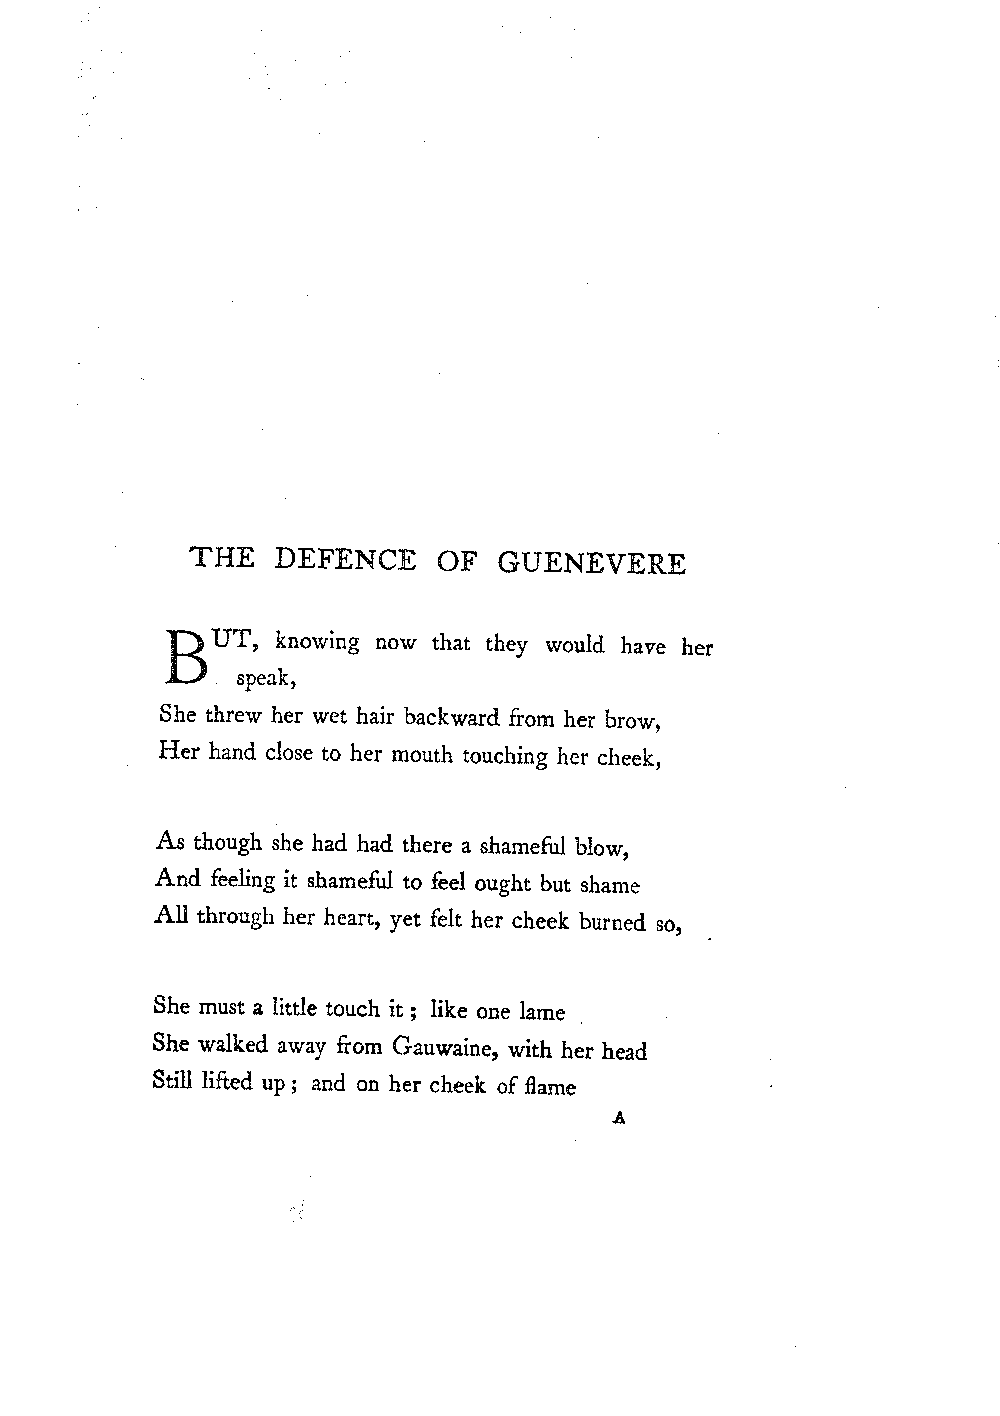 THE DEFENCE OF GUENEVERE
BUT, knowing now that they would have her
speak,
She threw her wet hair backward from her brow,
Her hand close to her mouth touching her cheek,
As though she had had there a shameful blow,
And feeling it shameful to feel ought but shame
All through her heart, yet felt her cheek burned so,
She must a little touch it ; like one lame
She walked away from Gauwaine, with her head
Still lifted up ; and on her cheek of flame
A